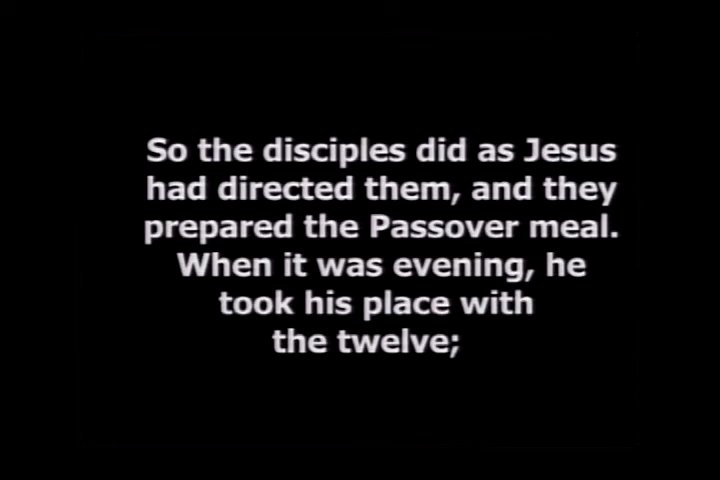 So the disciples did as Jesus
had directed them, and they
prepared the Passover meal.
When it was evening, he
took his place with
the twelve;